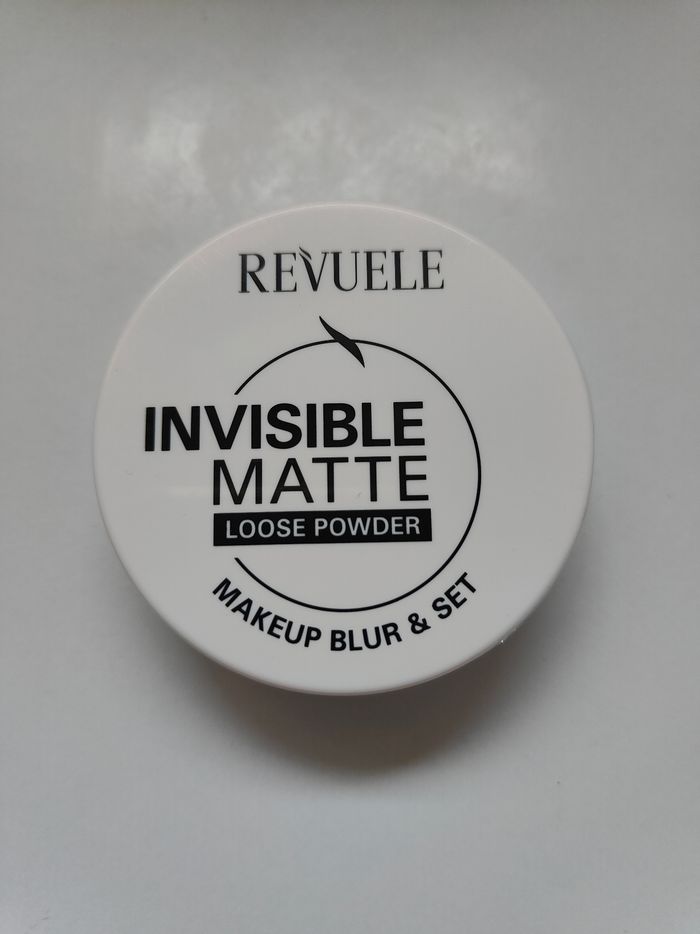 REVUELE
INVISIBLE
MATTE
LOOSE POWDER
MAKEUP BLUR & SET